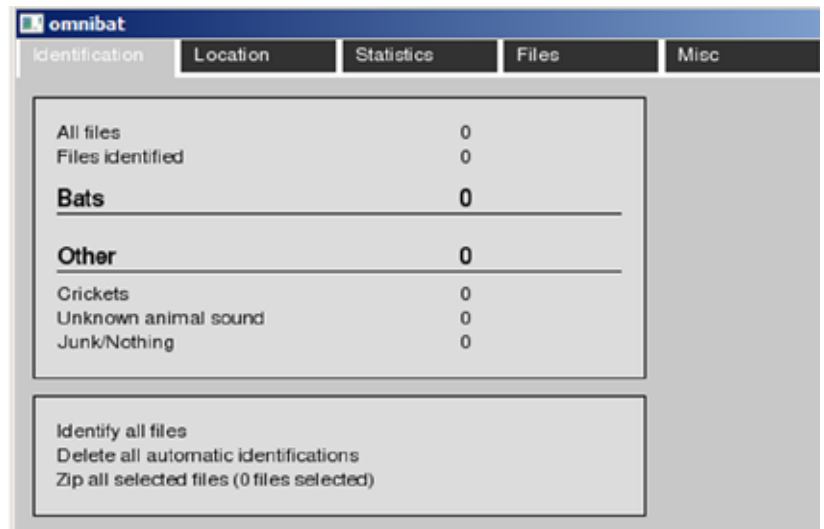 omnibat
Identification Location Statistics Files Misc
All files 0
Files identified 0
Bats 0
Other 0
Crickets 0
Unknown animal sound 0
Junk/Nothing 0
Identify all files
Delete all automatic identifications
Zip all selected files (0 files selected)